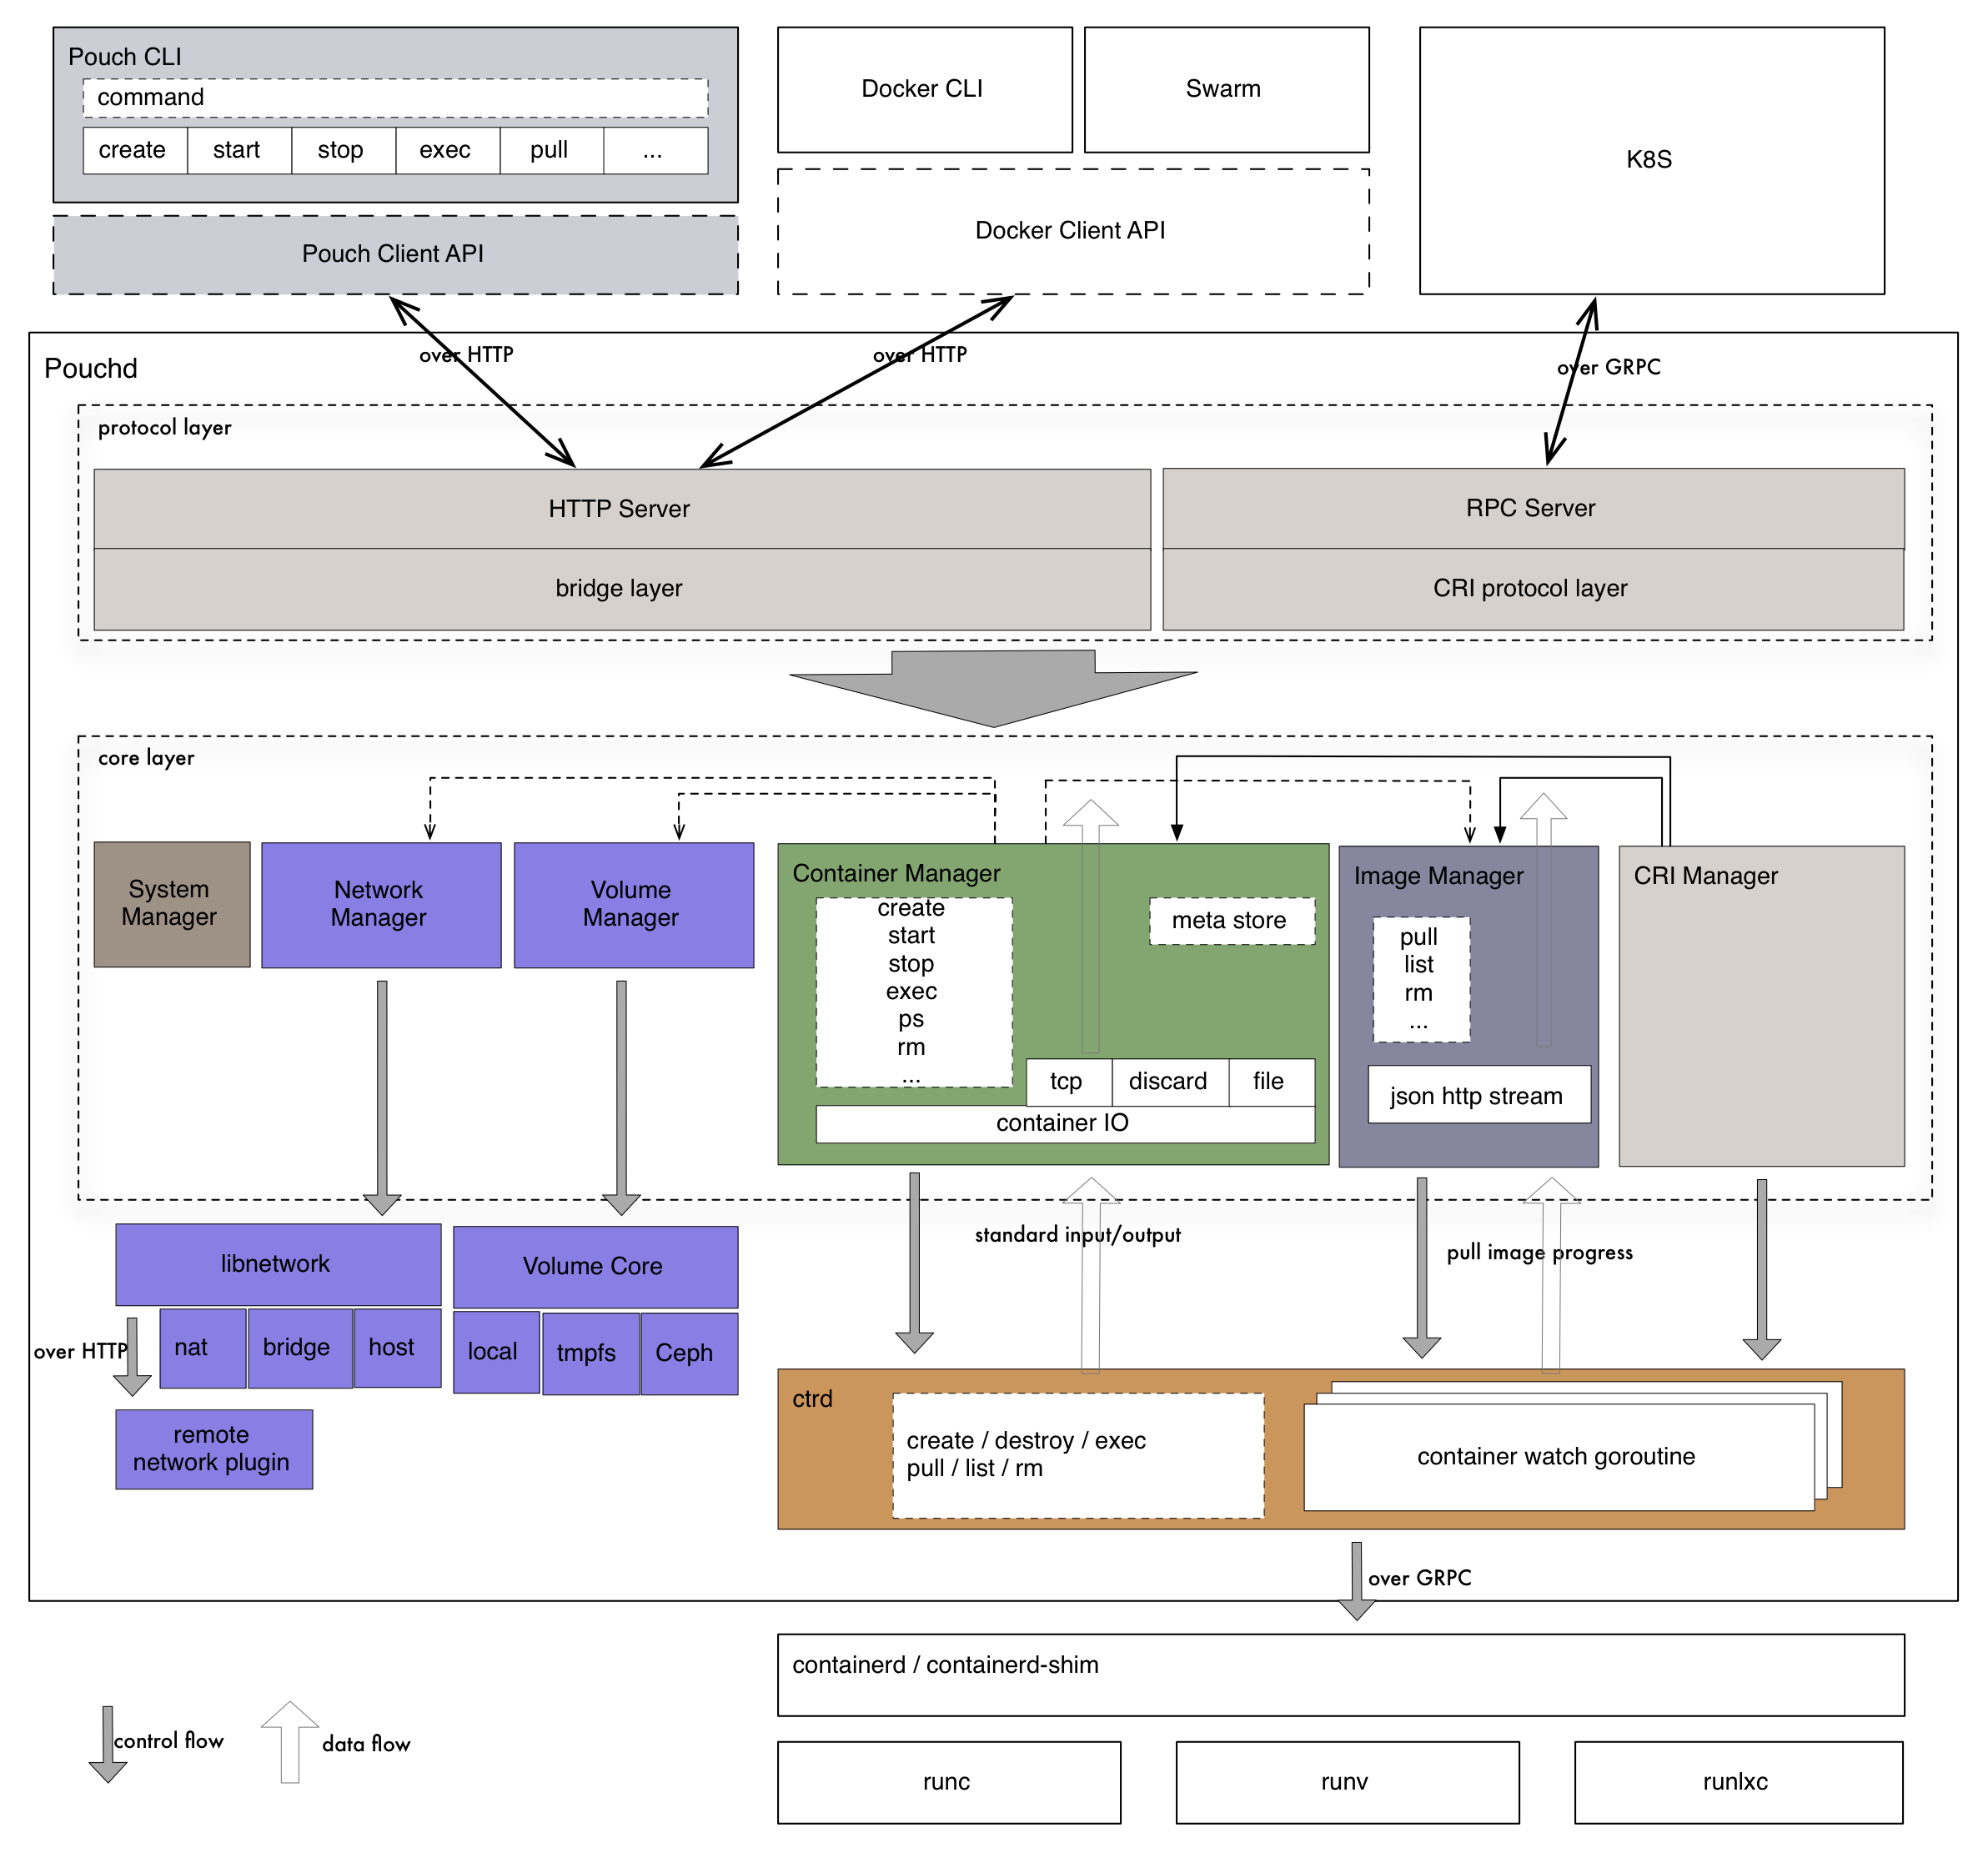 Pouch CLI
command
create
start
stop
exec
pull
...
Pouch Client API
Docker CLI
Swarm
Docker Client API
K8S
Pouchd
over HTTP
over HTTP
over GRPC
protocol layer
HTTP Server
RPC Server
bridge layer
CRI protocol layer
core layer
System
Manager
Network
Manager
Volume
Manager
Container Manager
create
start
stop
exec
ps
rm
...
meta store
tcp
discard
file
container IO
Image Manager
pull
list
rm
...
json http stream
CRI Manager
standard input/output
pull image progress
libnetwork
nat
bridge
host
over HTTP
remote
network plugin
Volume Core
local
tmpfs
Ceph
ctrd
create / destroy / exec
pull / list / rm
container watch goroutine
over GRPC
containerd / containerd-shim
control flow
data flow
runc
runv
runlxc